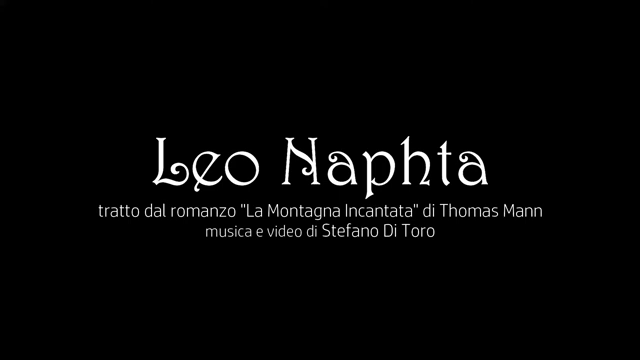 Leo Naphta
tratto dal romanzo "La Montagna Incantata" di Thomas Mann
musica e video di Stefano Di Toro